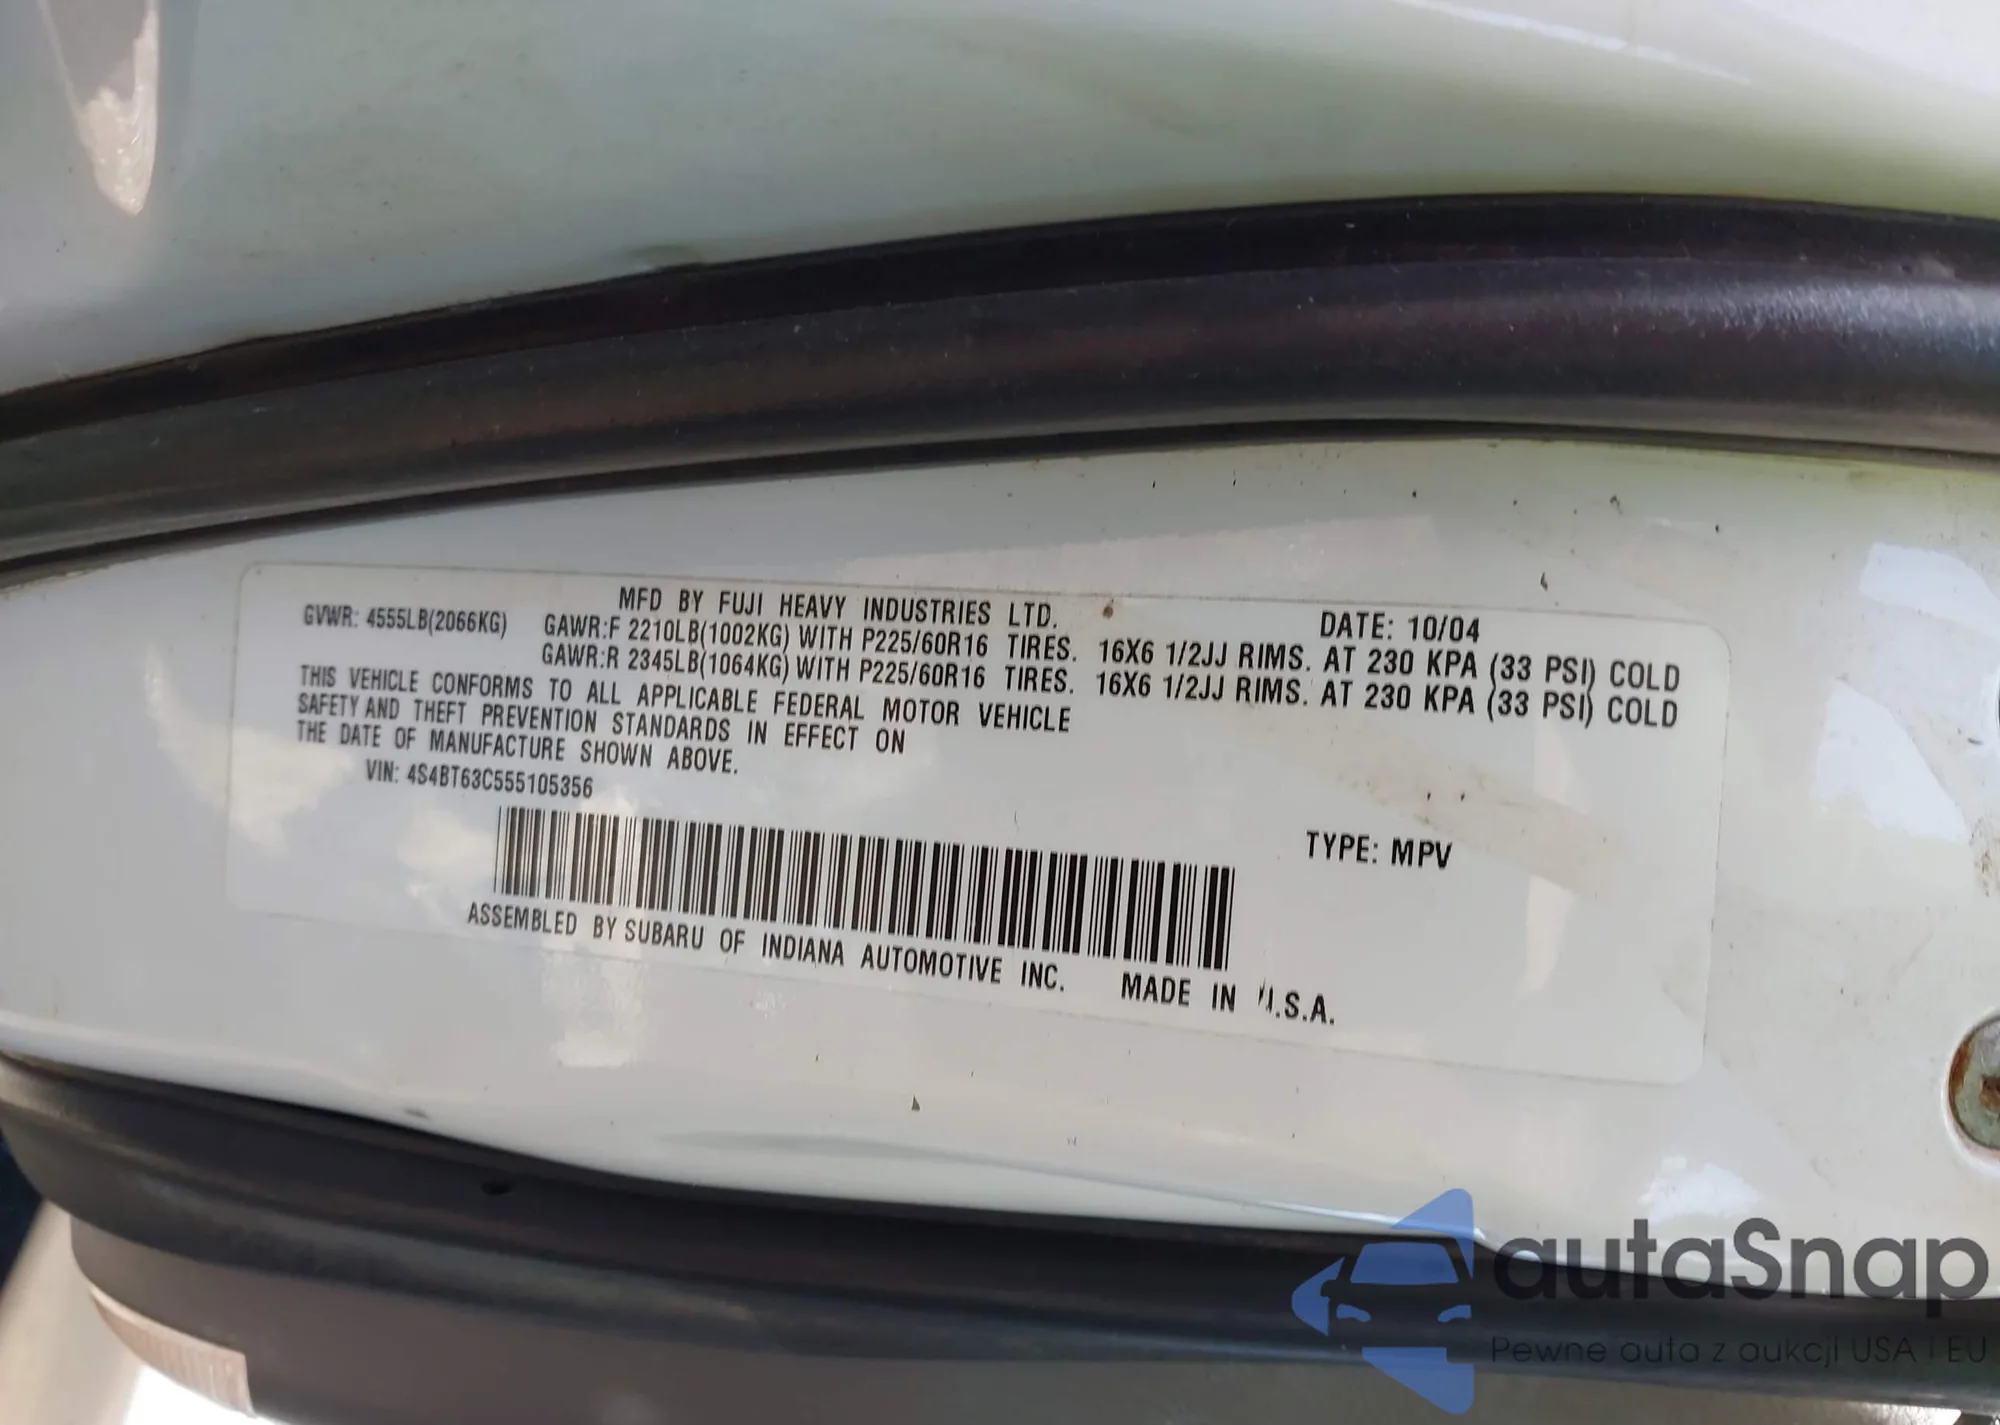 MFD BY FUJI HEAVY INDUSTRIES LTD. DATE: 10/04
GVWR: 4555LB(2066KG) GAWR:F 2210LB(1002KG) WITH P225/60R16 TIRES. 16X6 1/2JJ RIMS. AT 230 KPA (33 PSI) COLD
GAWR:R 2345LB(1064KG) WITH P225/60R16 TIRES. 16X6 1/2JJ RIMS. AT 230 KPA (33 PSI) COLD
THIS VEHICLE CONFORMS TO ALL APPLICABLE FEDERAL MOTOR VEHICLE
SAFETY AND THEFT PREVENTION STANDARDS IN EFFECT ON
THE DATE OF MANUFACTURE SHOWN ABOVE.
VIN: 4S4BT63C555105356
TYPE: MPV
ASSEMBLED BY SUBARU OF INDIANA AUTOMOTIVE INC. MADE IN U.S.A.
autaSnap
Pewne auta z aukcji USA i EU